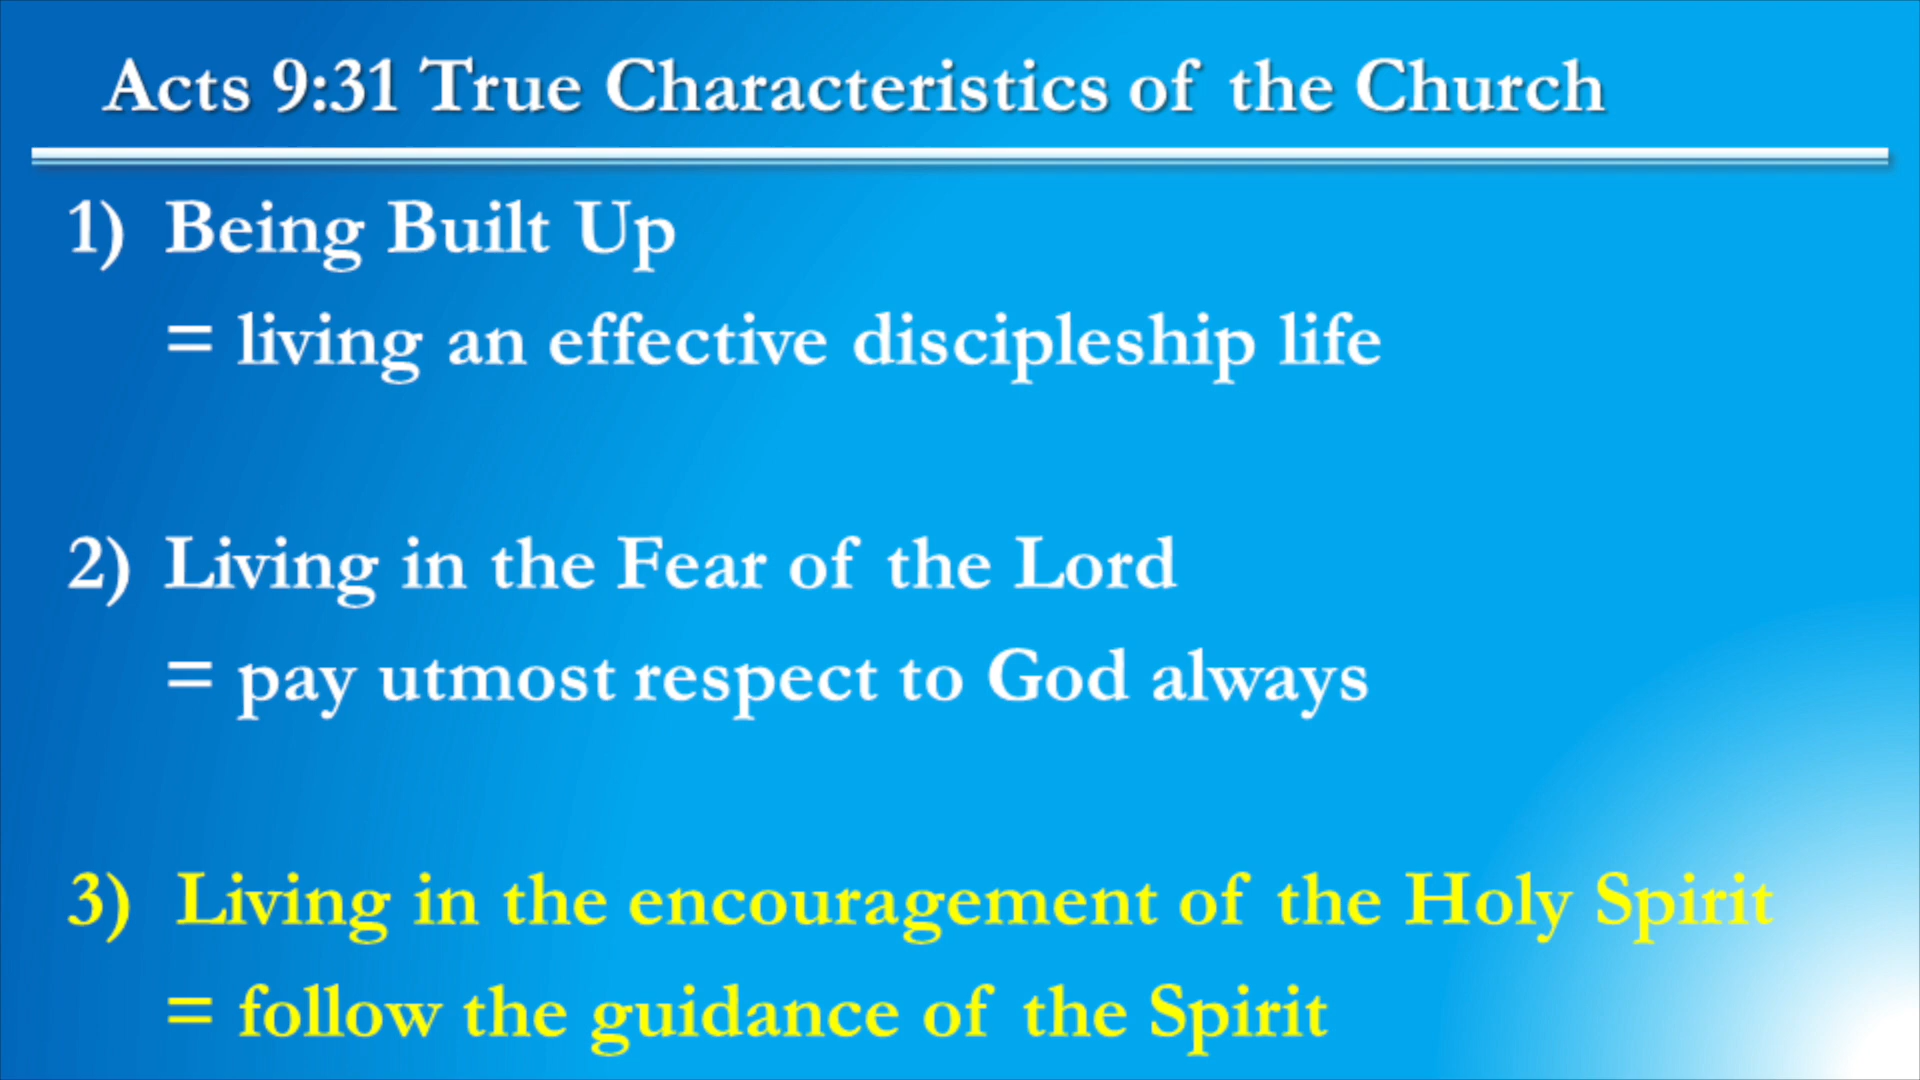 Acts 9:31 True Characteristics of the Church
1) Being Built Up
= living an effective discipleship life
2) Living in the Fear of the Lord
= pay utmost respect to God always
3) Living in the encouragement of the Holy Spirit
= follow the guidance of the Spirit